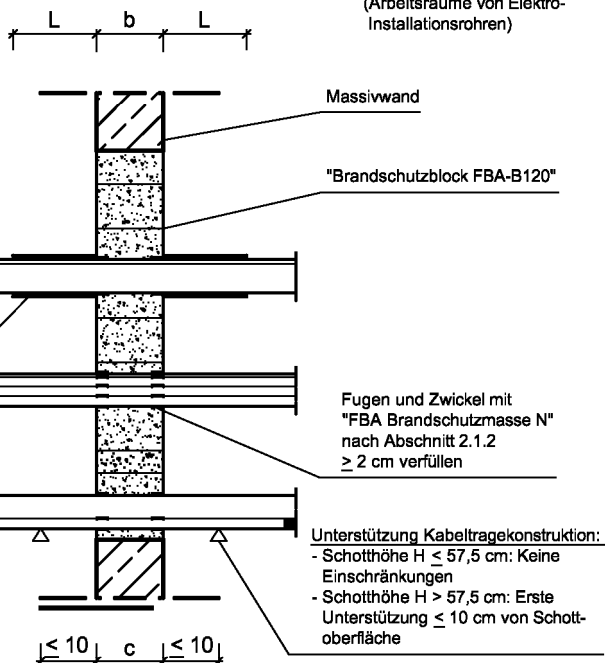 (Arbeitsräume von Elektro-
Installationsrohren)
L b L
Massivwand
"Brandschutzblock FBA-B120"
Fugen und Zwickel mit
"FBA Brandschutzmasse N"
nach Abschnitt 2.1.2
≥ 2 cm verfüllen
Unterstützung Kabeltragekonstruktion:
- Schotthöhe H ≤ 57,5 cm: Keine
Einschränkungen
- Schotthöhe H > 57,5 cm: Erste
Unterstützung ≤ 10 cm von Schott-
oberfläche
≤ 10 c ≤ 10